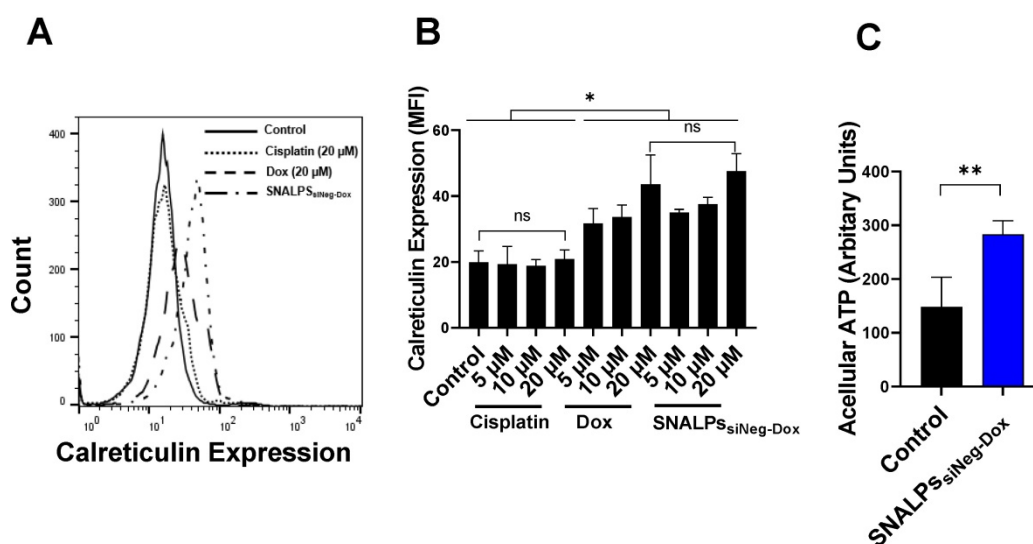 A
Count
400
300
200
100
0
Control
Cisplatin (20 µM)
Dox (20 µM)
SNALPSsiNeg-Dox
10⁰
10¹
10²
10³
10⁴
Calreticulin Expression
B
Calreticulin Expression (MFI)
60
40
20
0
*
ns
ns
Control
5 µM
10 µM
20 µM
5 µM
10 µM
20 µM
5 µM
10 µM
20 µM
Cisplatin
Dox
SNALPssiNeg-Dox
C
Acellular ATP (Arbitary Units)
400
300
200
100
0
**
Control
SNALPssiNeg-Dox